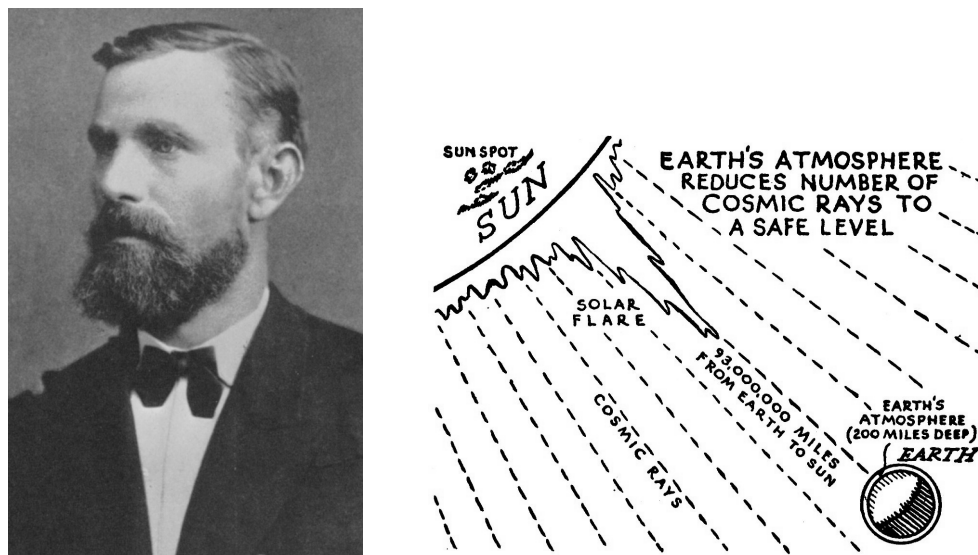 SUN SPOT
SUN
EARTH'S ATMOSPHERE
REDUCES NUMBER OF
COSMIC RAYS TO
A SAFE LEVEL
SOLAR
FLARE
93,000,000 MILES
FROM EARTH TO SUN
COSMIC RAYS
EARTH'S
ATMOSPHERE
(200 MILES DEEP)
EARTH